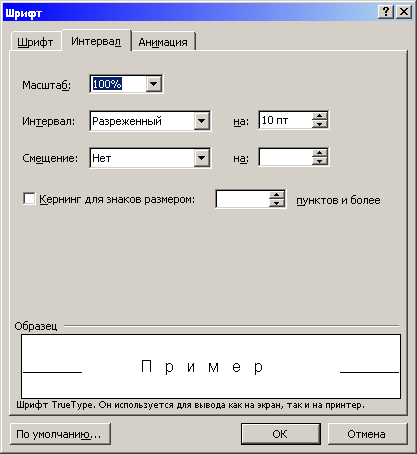 Шрифт
Шрифт Интервал Анимация
Масштаб: 100%
Интервал: Разреженный на: 10 пт
Смещение: Нет на:
Кернинг для знаков размером: пунктов и более
Образец
Пример
Шрифт TrueType. Он используется для вывода как на экран, так и на принтер.
По умолчанию... ОК Отмена